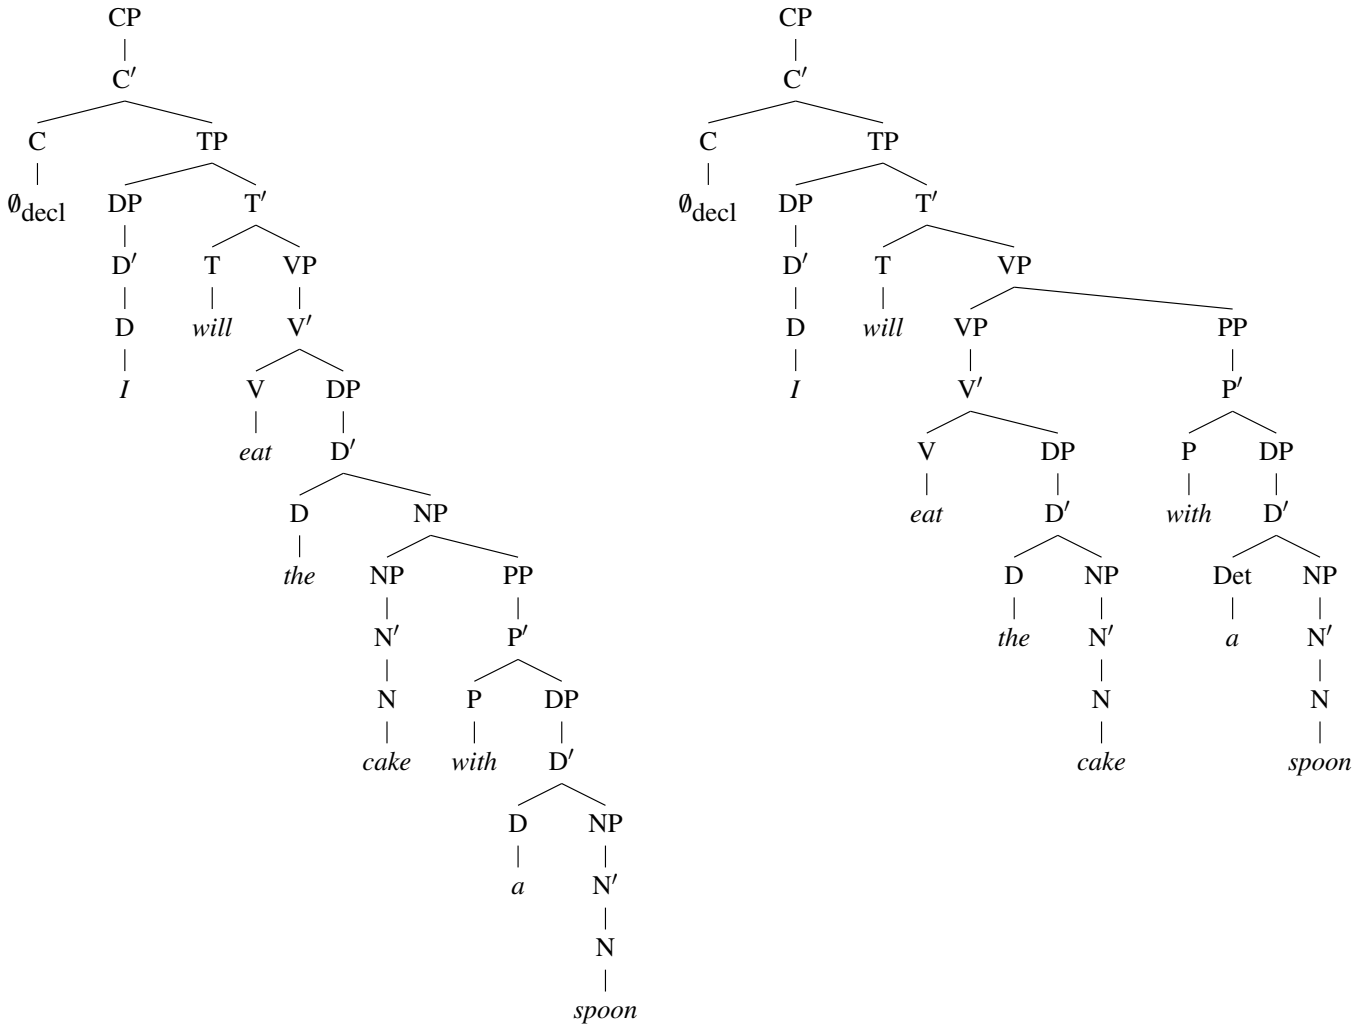 CP CP
C′ C′
C TP C TP
∅decl DP T′ ∅decl DP T′
D′ T VP D′ T VP
D will V′ D will VP PP
I V DP I V′ P′
eat D′ V DP P DP
D NP eat D′ with D′
the NP PP D NP Det NP
N′ P′ the N′ a N′
N P DP N N
cake with D′ cake spoon
D NP
a N′
N
spoon